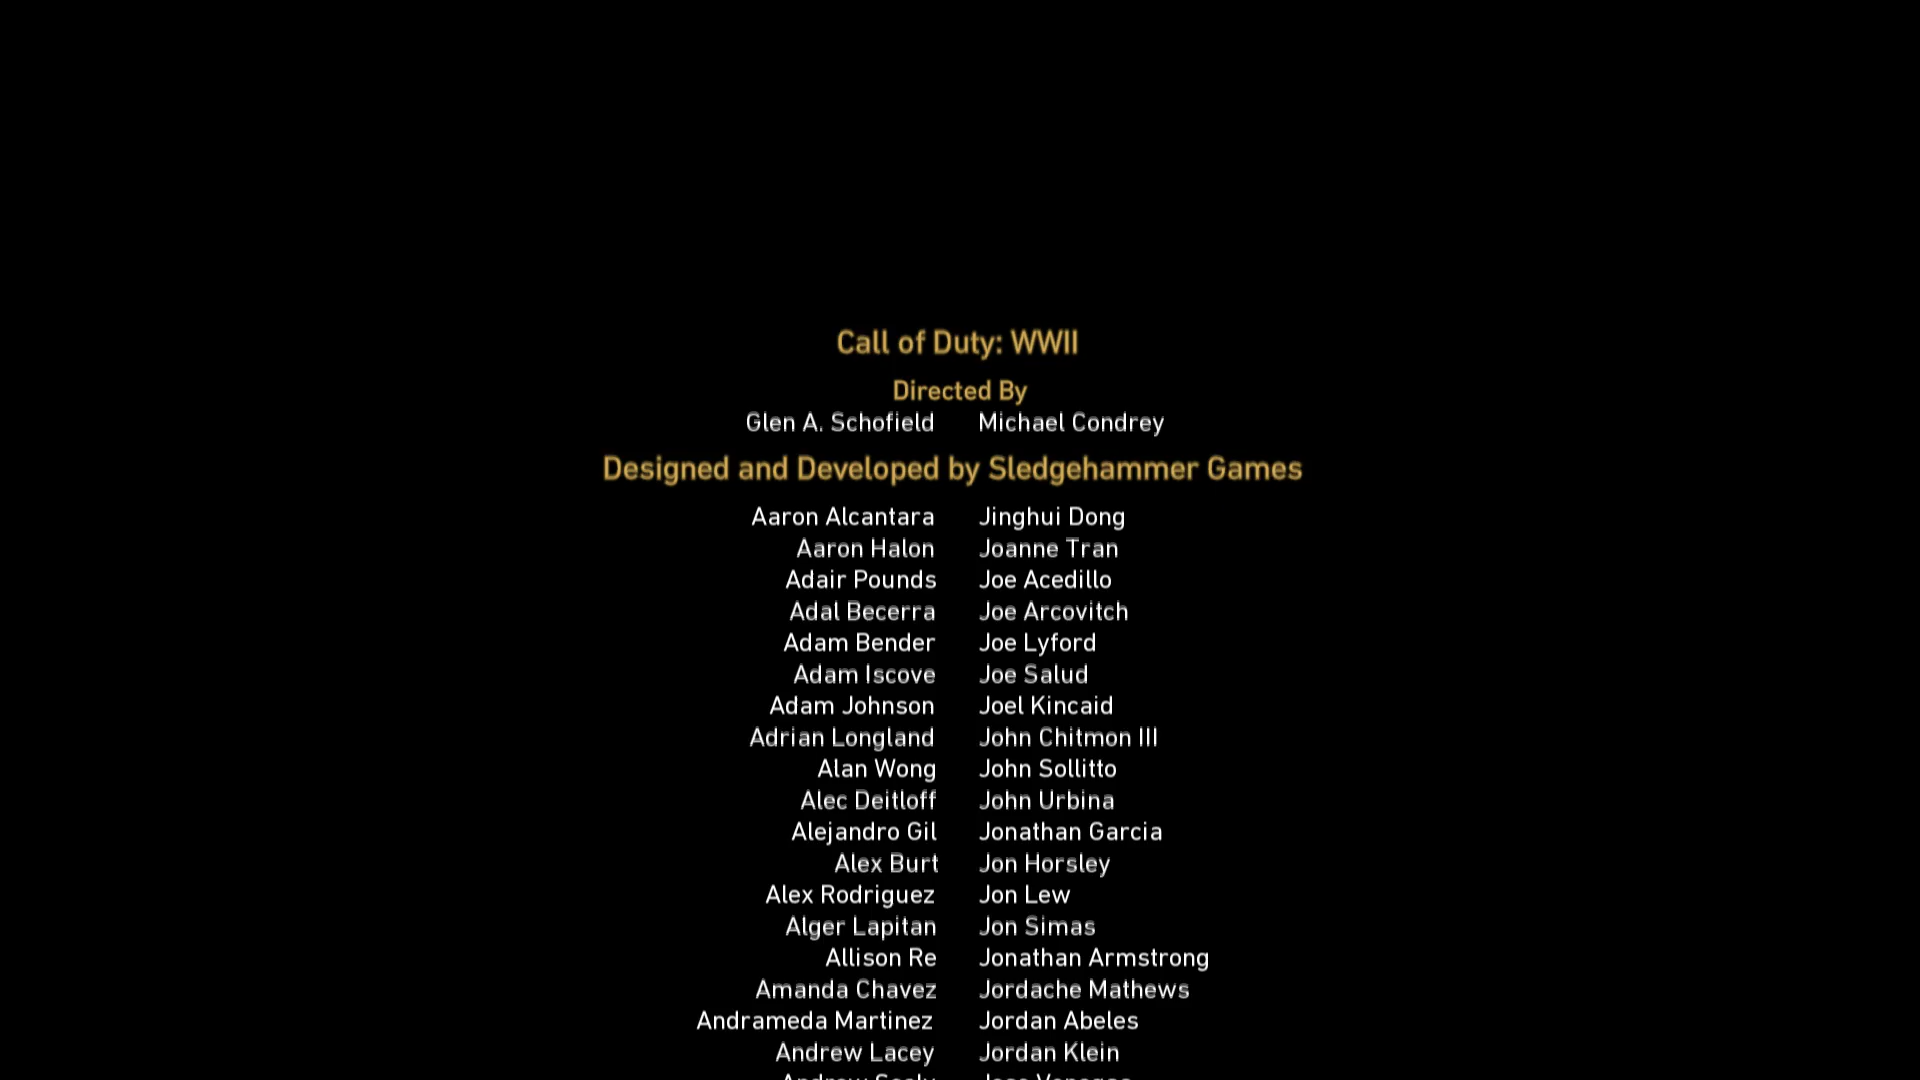 Call of Duty: WWII
Directed By
Glen A. Schofield Michael Condrey
Designed and Developed by Sledgehammer Games
Aaron Alcantara Jinghui Dong
Aaron Halon Joanne Tran
Adair Pounds Joe Acedillo
Adal Becerra Joe Arcovitch
Adam Bender Joe Lyford
Adam Iscove Joe Salud
Adam Johnson Joel Kincaid
Adrian Longland John Chitmon III
Alan Wong John Sollitto
Alec Deitloff John Urbina
Alejandro Gil Jonathan Garcia
Alex Burt Jon Horsley
Alex Rodriguez Jon Lew
Alger Lapitan Jon Simas
Allison Re Jonathan Armstrong
Amanda Chavez Jordache Mathews
Andrameda Martinez Jordan Abeles
Andrew Lacey Jordan Klein